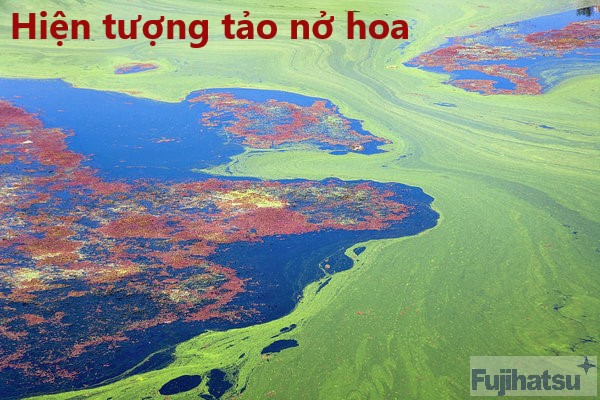 Hiện tượng tảo nở hoa
Fujihatsu